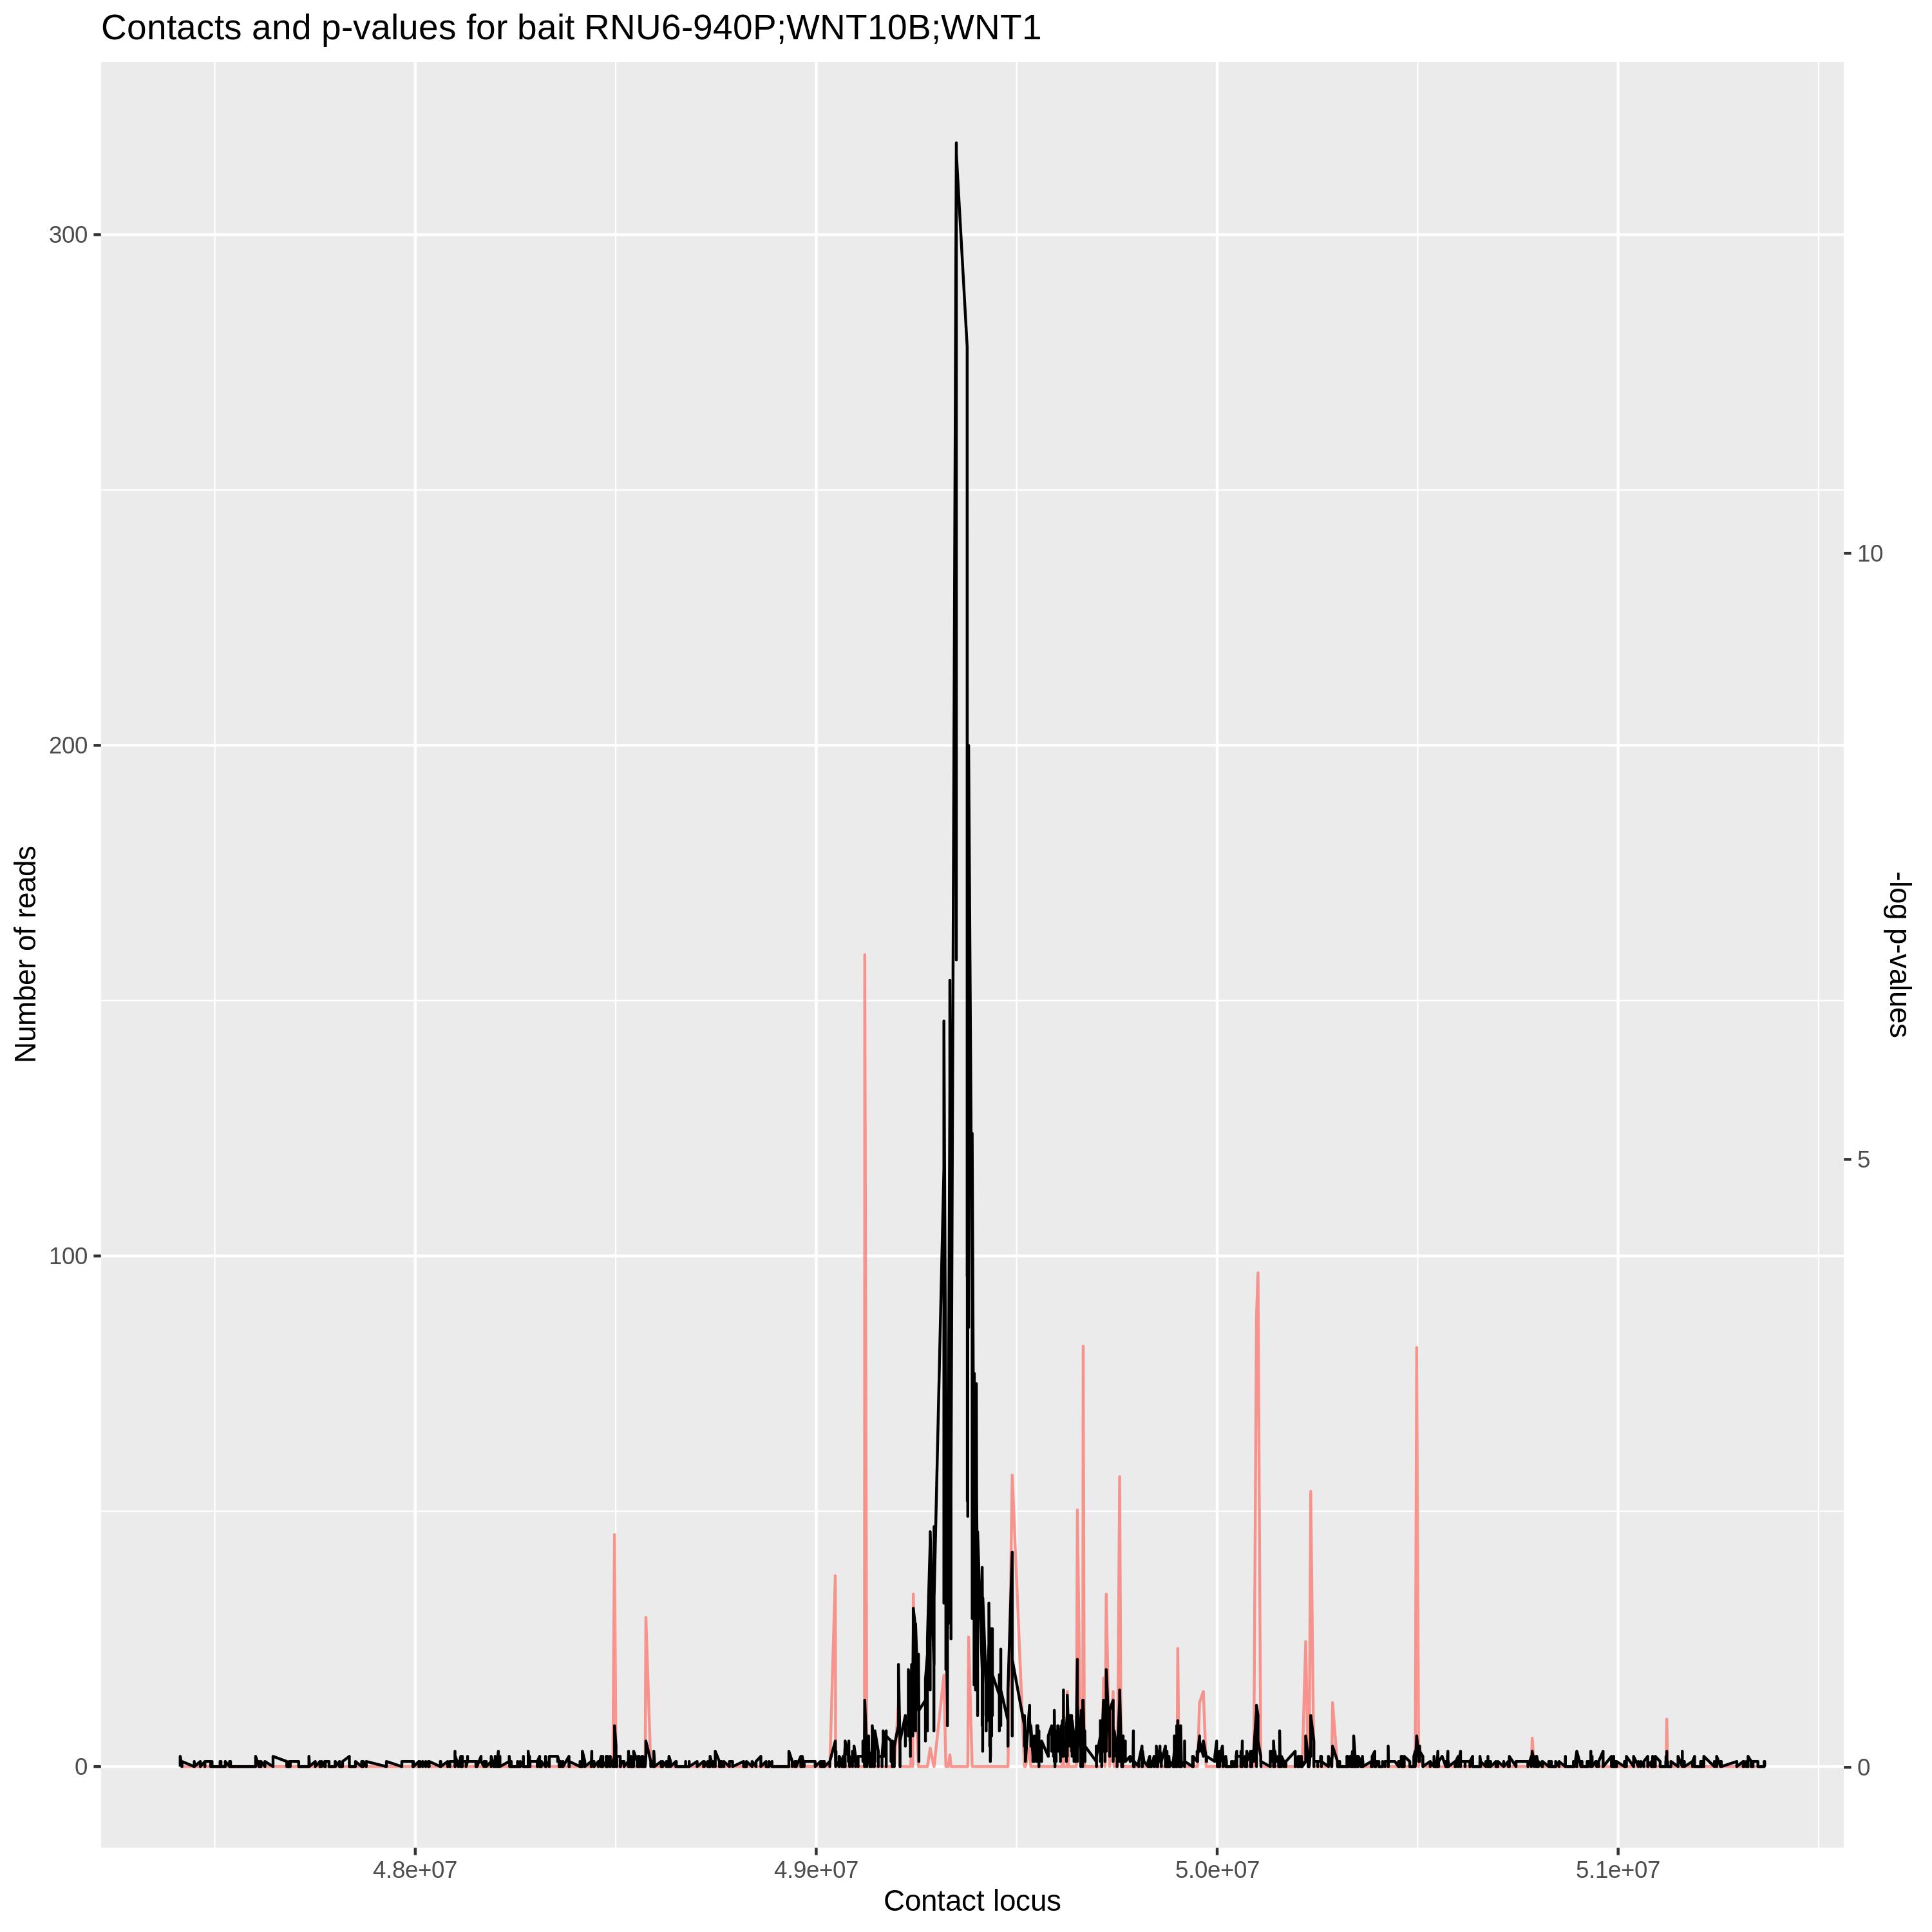 Contacts and p-values for bait RNU6-940P;WNT10B;WNT1
300
200
100
0
Number of reads
10
5
0
-log p-values
4.8e+07
4.9e+07
5.0e+07
5.1e+07
Contact locus